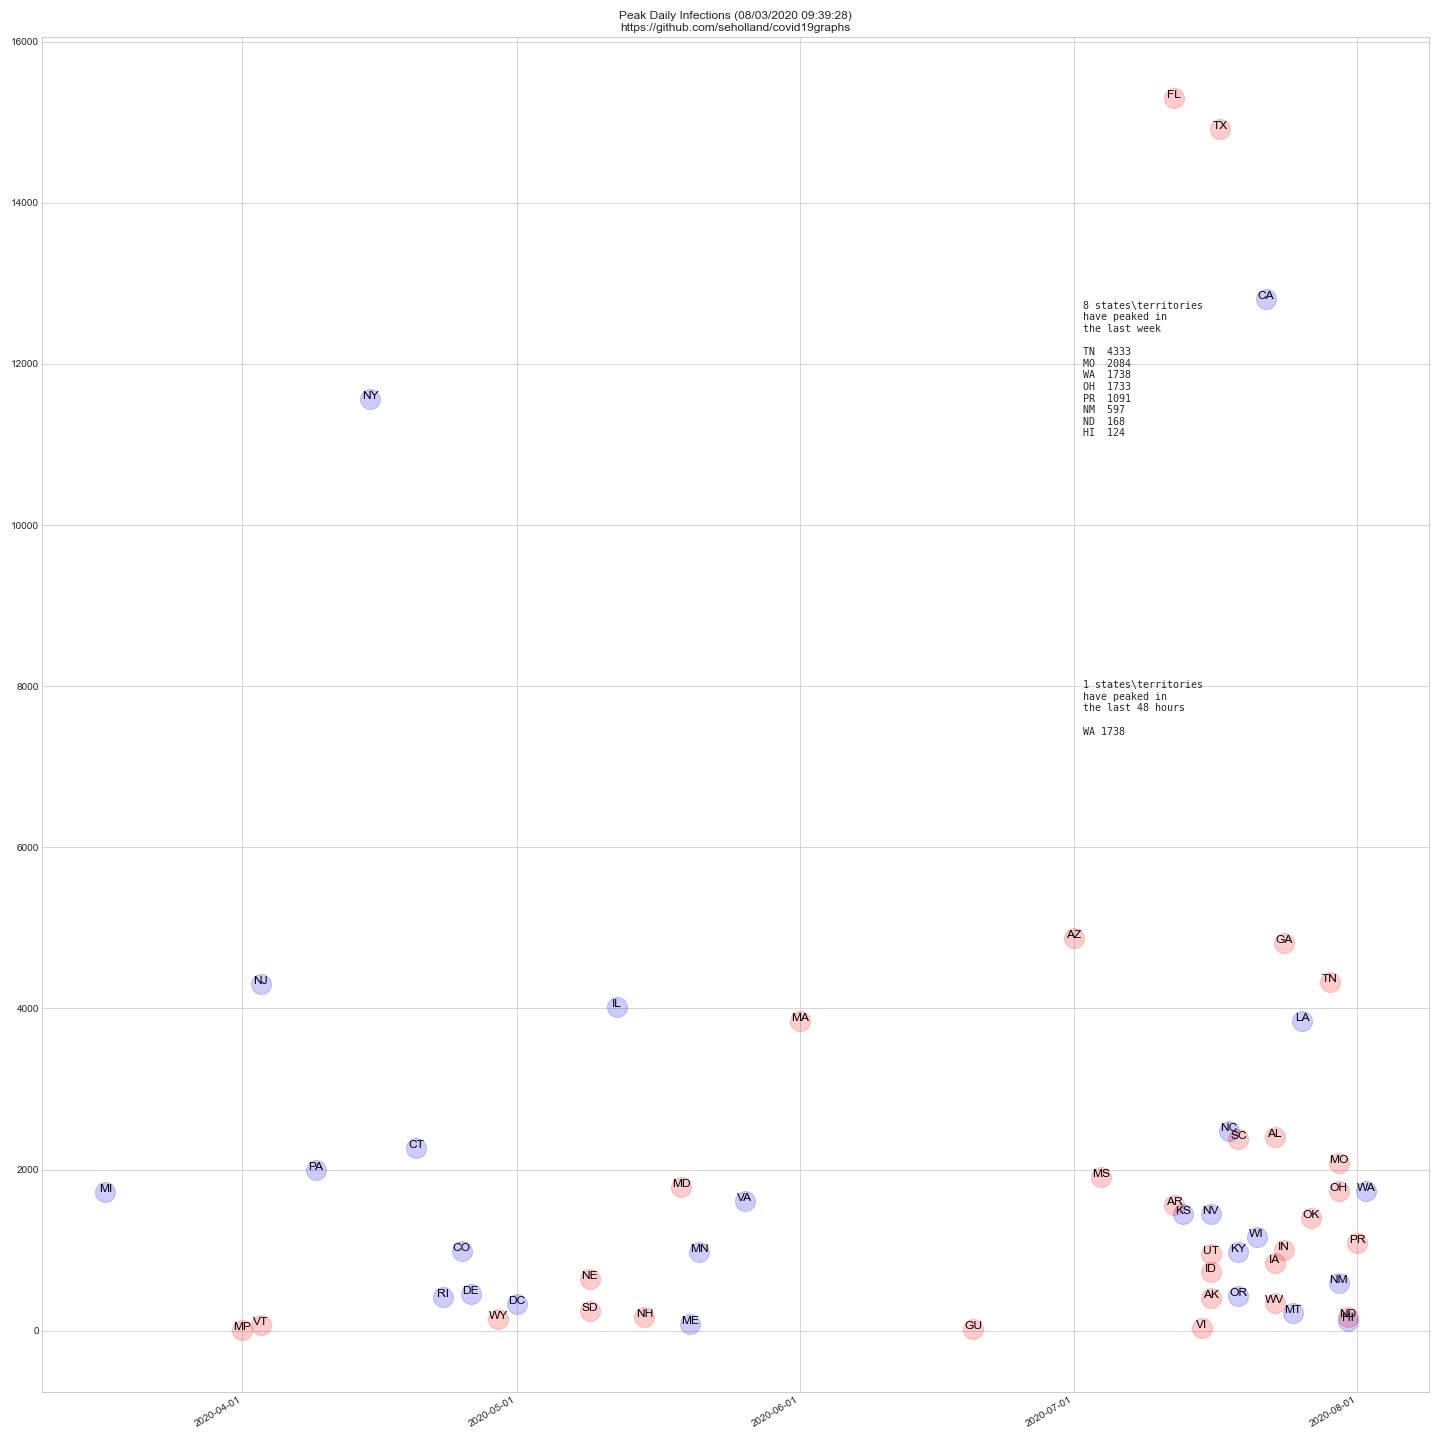 Peak Daily Infections (08/03/2020 09:39:28)
https://github.com/seholland/covid19graphs
16000
FL
TX
14000
CA
8 states\territories
have peaked in
the last week
12000
TN  4333
MO  2084
WA  1738
OH  1733
PR  1091
NM  597
ND  168
HI  124
NY
10000
8000
1 states\territories
have peaked in
the last 48 hours
WA 1738
6000
AZ
GA
TN
NJ
4000
IL
MA
LA
NC
SC
AL
CT
2000
PA
MI
MD
VA
MS
MO
OH
WA
AR
KS
NV
OK
CO
MN
WI
PR
UT
KY
IN
ID
IA
NE
NM
RI
DE
DC
AK
OR
WV
MT
SD
WY
NH
ME
ND
HI
0
MP
VT
GU
VI
2020-04-01
2020-05-01
2020-06-01
2020-07-01
2020-08-01